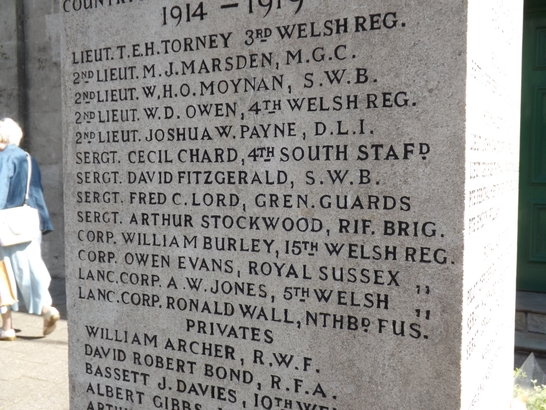 COUNTRY
1914 – 1919
LIEUT. T.E.H. TORNEY 3RD WELSH REG.
2ND LIEUT. M.J. MARSDEN, M.G.C.
2ND LIEUT. W.H.O. MOYNAN, S.W.B.
2ND LIEUT. W.D. OWEN, 4TH WELSH REG.
2ND LIEUT. JOSHUA W. PAYNE, D.L.I.
SERGT. CECIL CHARD, 4TH SOUTH STAFD
SERGT. DAVID FITZGERALD, S.W.B.
SERGT. FRED C. LORD, GREN. GUARDS
SERGT. ARTHUR STOCKWOOD, RIF. BRIG.
CORP. WILLIAM BURLEY, 15TH WELSH REG.
CORP. OWEN EVANS, ROYAL SUSSEX "
LANC. CORP. A.W. JONES, 5TH WELSH "
LANC. CORP. RONALD WALL, NTHBD FUS.
PRIVATES
WILLIAM ARCHER, R.W.F.
DAVID ROBERT BOND, R.F.A.
BASSETT J. DAVIES, 10TH WEL
ALBERT GIBBS,